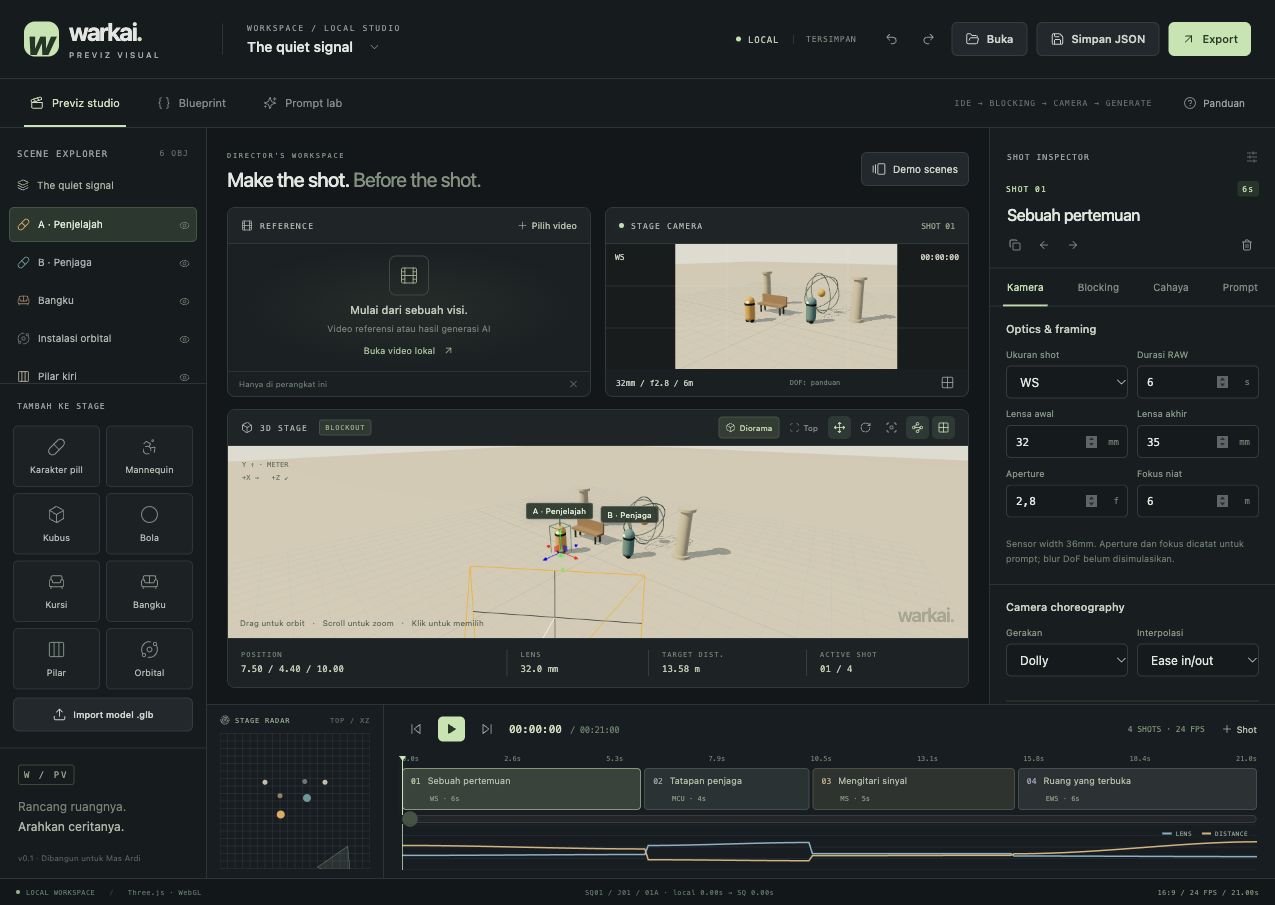 warkai.
PREVIZ VISUAL
WORKSPACE / LOCAL STUDIO
The quiet signal
LOCAL
TERSIMPAN
Buka
Simpan JSON
Export
Previz studio
Blueprint
Prompt lab
IDE → BLOCKING → CAMERA → GENERATE
Panduan
SCENE EXPLORER
6 OBJ
The quiet signal
A · Penjelajah
B · Penjaga
Bangku
Instalasi orbital
Pilar kiri
TAMBAH KE STAGE
Karakter pill
Mannequin
Kubus
Bola
Kursi
Bangku
Pilar
Orbital
Import model .glb
W / PV
Rancang ruangnya.
Arahkan ceritanya.
v0.1 · Dibangun untuk Mas Ardi
DIRECTOR'S WORKSPACE
Make the shot. Before the shot.
Demo scenes
REFERENCE
+ Pilih video
Mulai dari sebuah visi.
Video referensi atau hasil generasi AI
Buka video lokal
Hanya di perangkat ini
STAGE CAMERA
SHOT 01
WS
00:00:00
32mm / f2.8 / 6m
DOF: panduan
3D STAGE
BLOCKOUT
Diorama
Top
Y ↑ · METER
+X → +Z ↙
A · Penjelajah
B · Penjaga
Drag untuk orbit · Scroll untuk zoom · Klik untuk memilih
warkai.
POSITION
7.50 / 4.40 / 10.00
LENS
32.0 mm
TARGET DIST.
13.58 m
ACTIVE SHOT
01 / 4
SHOT INSPECTOR
SHOT 01
6s
Sebuah pertemuan
Kamera
Blocking
Cahaya
Prompt
Optics & framing
Ukuran shot
Durasi RAW
WS
6 s
Lensa awal
Lensa akhir
32 mm
35 mm
Aperture
Fokus niat
2,8 f
6 m
Sensor width 36mm. Aperture dan fokus dicatat untuk
prompt; blur DoF belum disimulasikan.
Camera choreography
Gerakan
Interpolasi
Dolly
Ease in/out
STAGE RADAR
TOP / XZ
00:00:00 / 00:21:00
4 SHOTS · 24 FPS
+ Shot
2.6s
5.3s
7.9s
10.5s
13.1s
15.8s
18.4s
21.0s
01 Sebuah pertemuan
WS · 6s
02 Tatapan penjaga
MCU · 4s
03 Mengitari sinyal
MS · 5s
04 Ruang yang terbuka
EWS · 6s
LENS
DISTANCE
LOCAL WORKSPACE / Three.js · WebGL
SQ01 / J01 / 01A · local 0.00s → SQ 0.00s
16:9 / 24 FPS / 21.00s